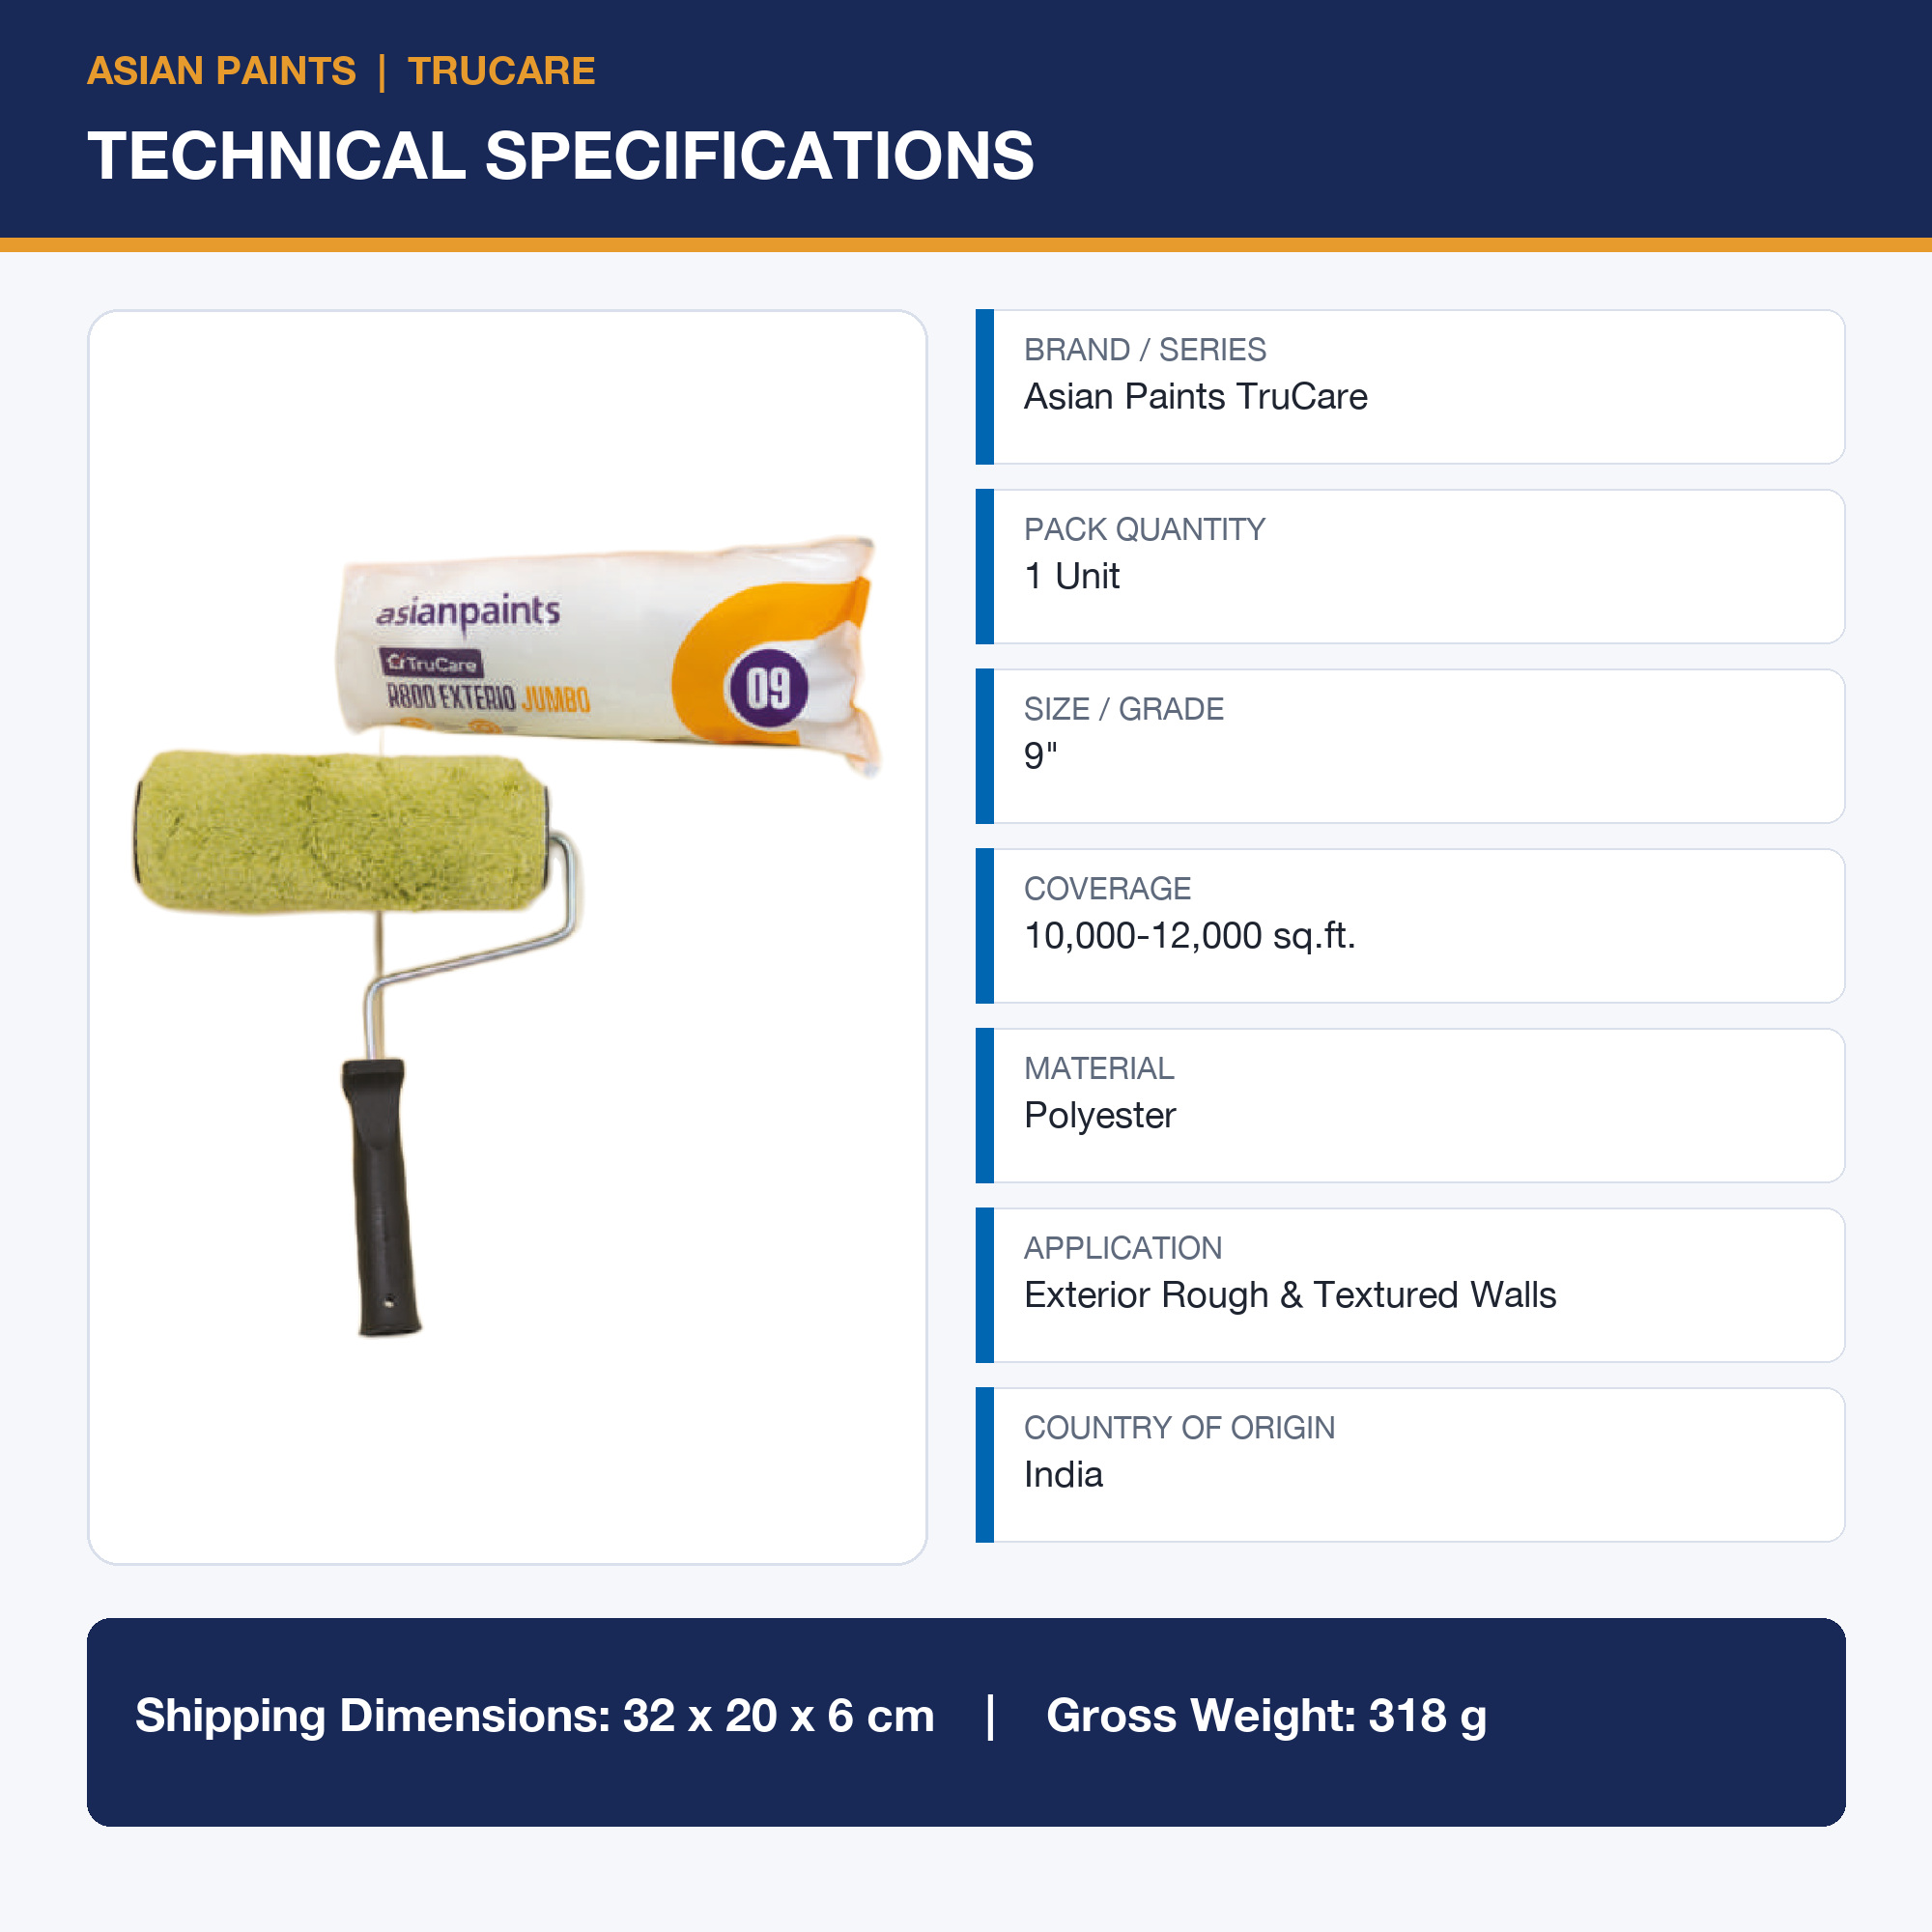 ASIAN PAINTS | TRUCARE
TECHNICAL SPECIFICATIONS
asianpaints
TruCare
R800 EXTERIO JUMBO
09
BRAND / SERIES
Asian Paints TruCare
PACK QUANTITY
1 Unit
SIZE / GRADE
9"
COVERAGE
10,000-12,000 sq.ft.
MATERIAL
Polyester
APPLICATION
Exterior Rough & Textured Walls
COUNTRY OF ORIGIN
India
Shipping Dimensions: 32 x 20 x 6 cm | Gross Weight: 318 g